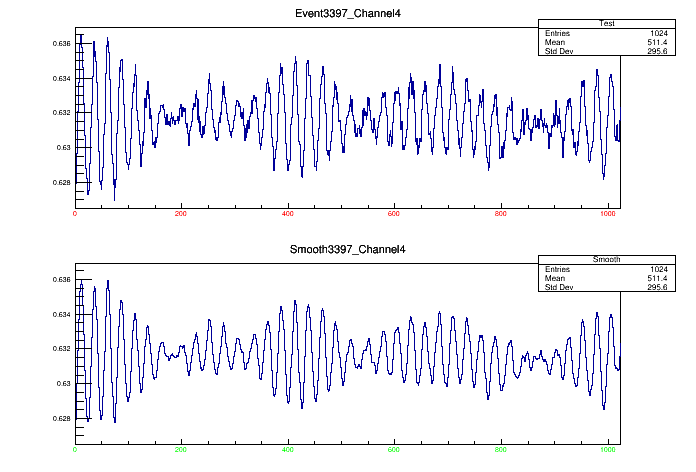 Event3397_Channel4
Test
Entries 1024
Mean 511.4
Std Dev 295.6
0.636
0.634
0.632
0.63
0.628
0 200 400 600 800 1000
Smooth3397_Channel4
Smooth
Entries 1024
Mean 511.4
Std Dev 295.6
0.636
0.634
0.632
0.63
0.628
0 200 400 600 800 1000